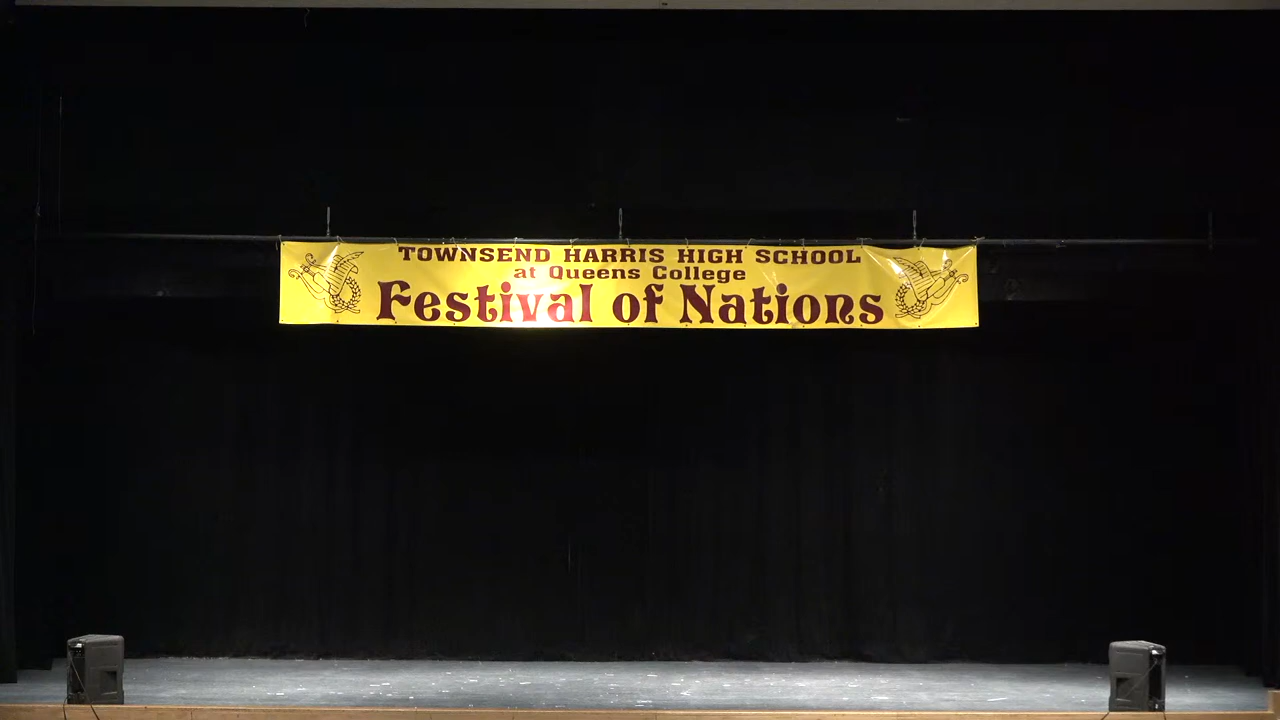 TOWNSEND HARRIS HIGH SCHOOL
at Queens College
Festival of Nations